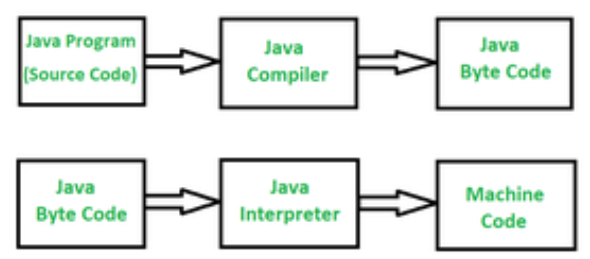 Java Program
(Source Code)
Java
Compiler
Java
Byte Code
Java
Byte Code
Java
Interpreter
Machine
Code